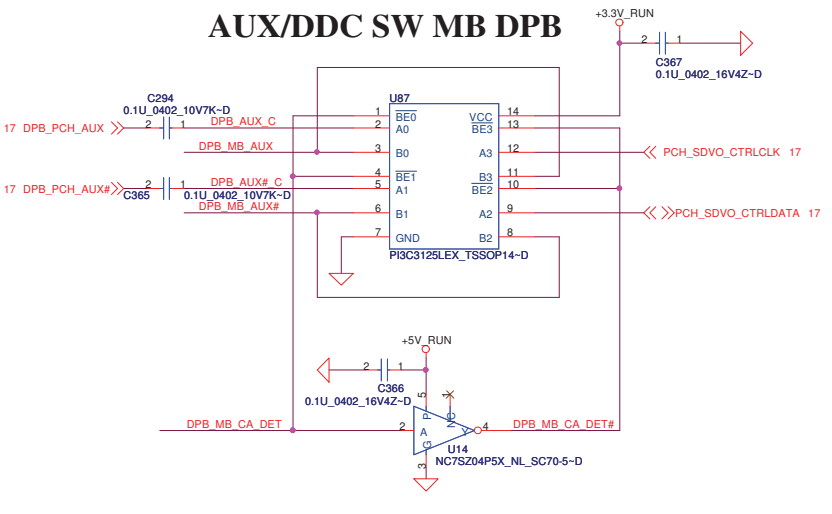 AUX/DDC SW MB DPB
+3.3V_RUN
2 1
C367
0.1U_0402_16V4Z~D
C294
0.1U_0402_10V7K~D
U87
17 DPB_PCH_AUX 2 1 DPB_AUX_C
1 BE0 VCC 14
2 A0 BE3 13
DPB_MB_AUX 3 B0 A3 12 PCH_SDVO_CTRLCLK 17
4 BE1 B3 11
17 DPB_PCH_AUX# 2 1 DPB_AUX#_C 5 A1 BE2 10
C365 0.1U_0402_10V7K~D
DPB_MB_AUX# 6 B1 A2 9 PCH_SDVO_CTRLDATA 17
7 GND B2 8
PI3C3125LEX_TSSOP14~D
+5V_RUN
2 1
C366
0.1U_0402_16V4Z~D
5 1
P NC
DPB_MB_CA_DET 2 A Y 4 DPB_MB_CA_DET#
G
3
U14
NC7SZ04P5X_NL_SC70-5~D